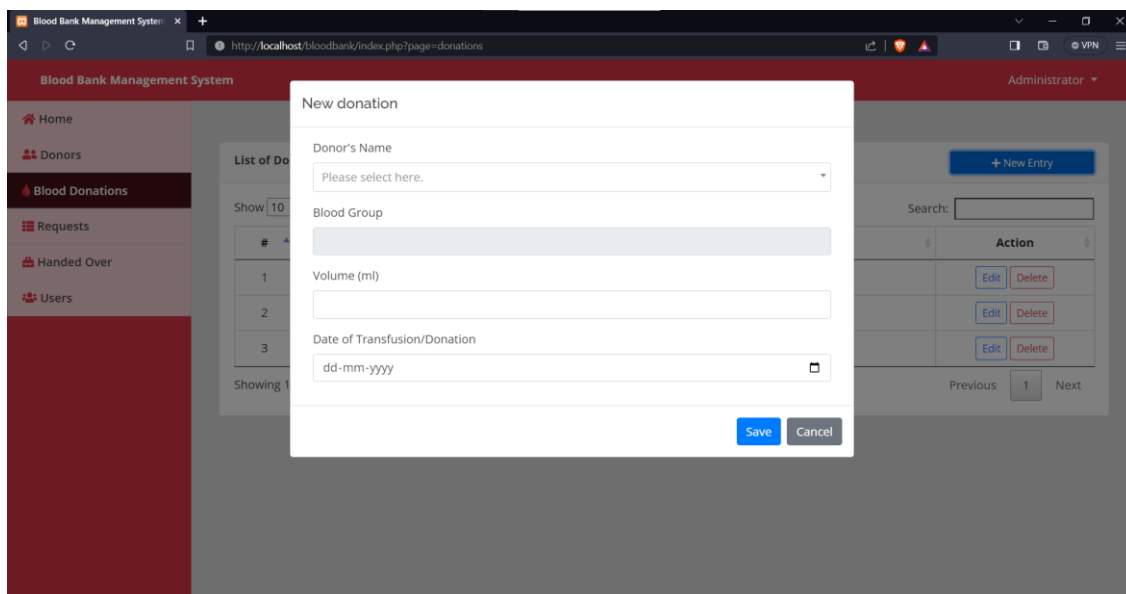 Blood Bank Management System
http://localhost/bloodbank/index.php?page=donations
VPN
Blood Bank Management System
Administrator
Home
Donors
Blood Donations
Requests
Handed Over
Users
New donation
Donor's Name
Please select here.
Blood Group
Volume (ml)
Date of Transfusion/Donation
dd-mm-yyyy
Save Cancel
List of Do
+ New Entry
Show 10
Search:
# Action
1 Edit Delete
2 Edit Delete
3 Edit Delete
Showing 1
Previous 1 Next